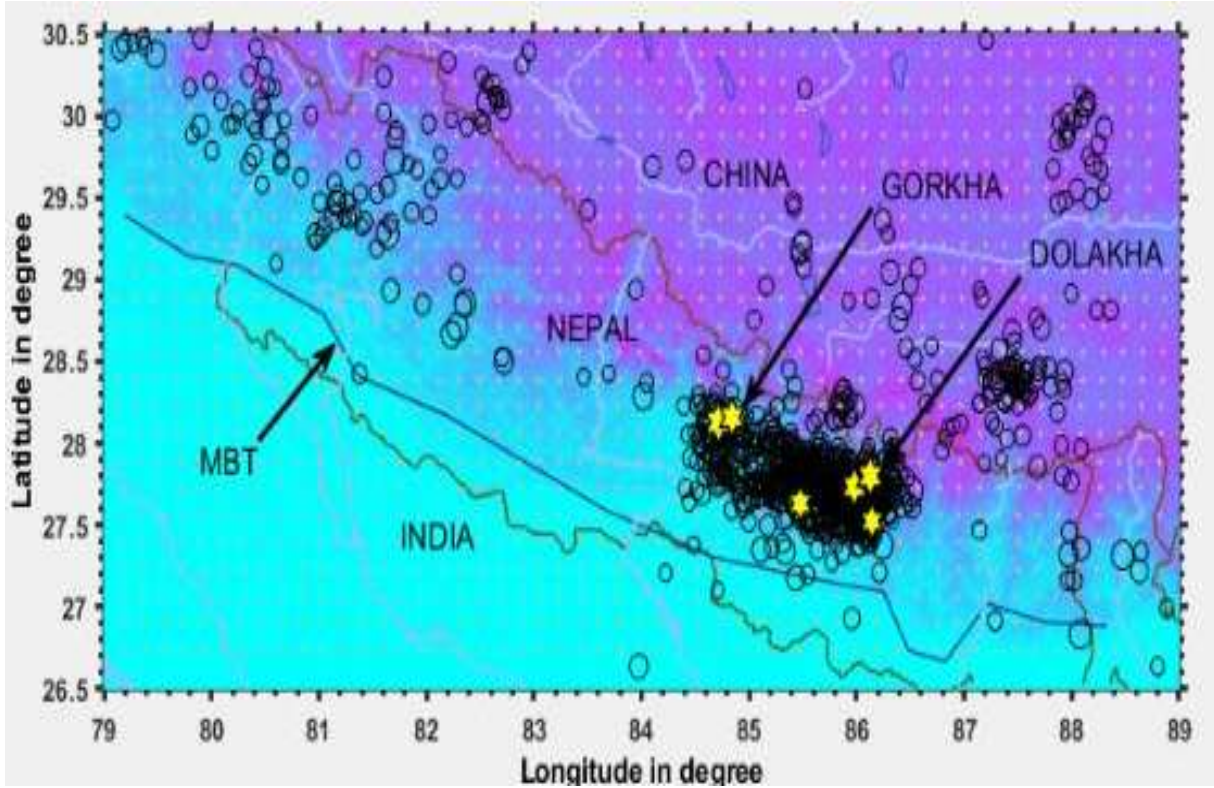 30.5
30
29.5
29
28.5
28
27.5
27
26.5
Latitude in degree
CHINA
GORKHA
DOLAKHA
NEPAL
MBT
INDIA
79 80 81 82 83 84 85 86 87 88 89
Longitude in degree